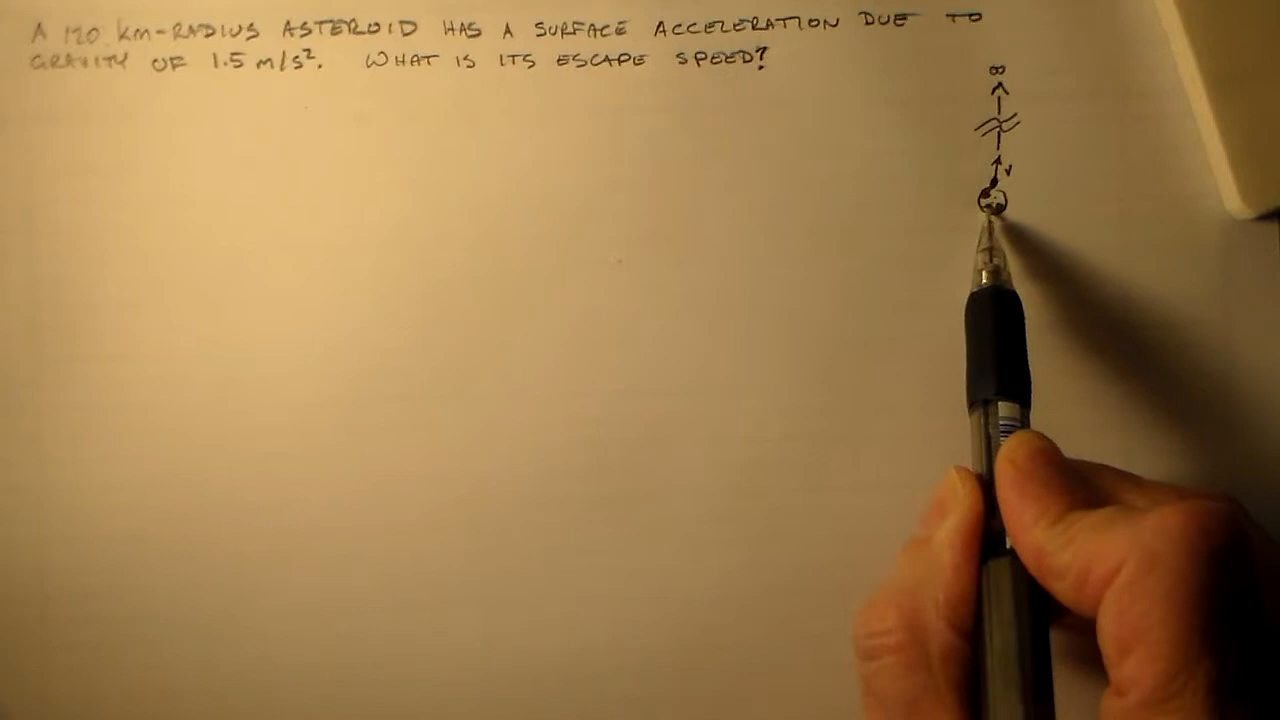 A 120 km-RADIUS ASTEROID HAS A SURFACE ACCELERATION DUE TO
GRAVITY OF 1.5 m/s². WHAT IS ITS ESCAPE SPEED?
∞
v